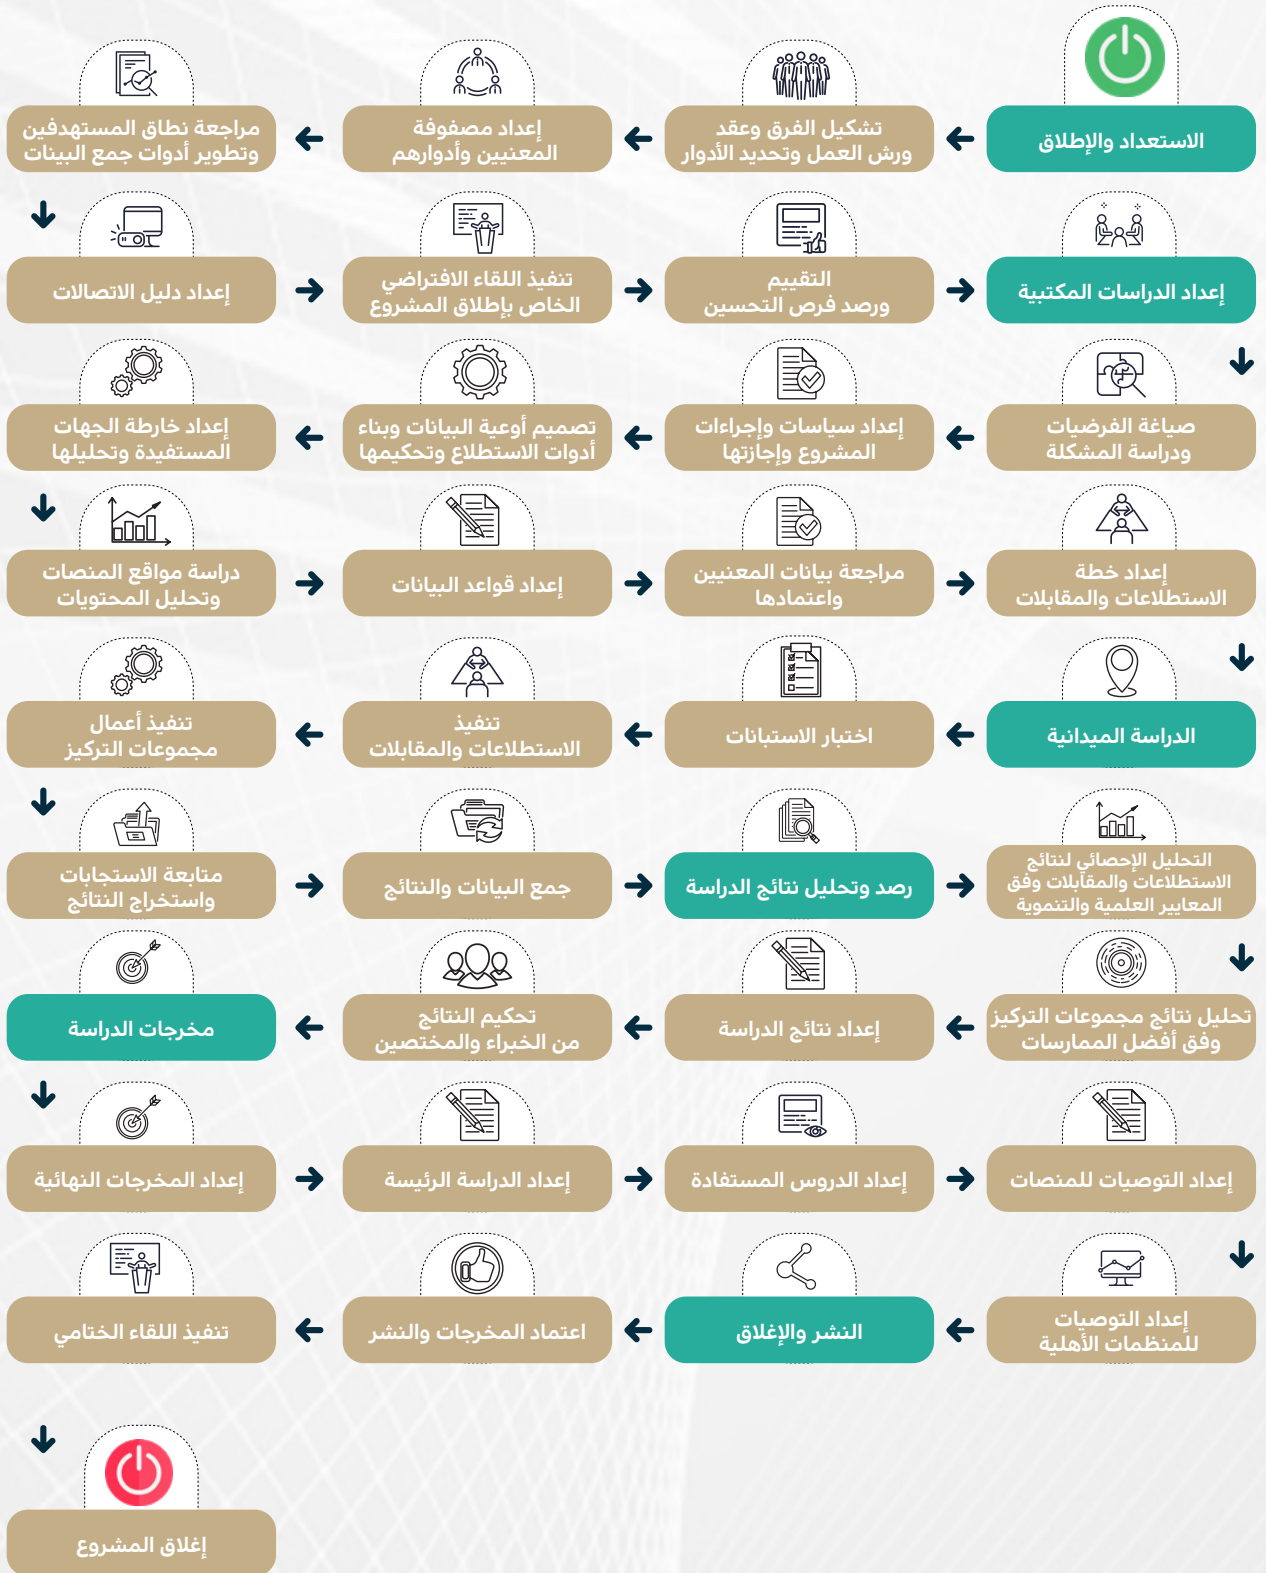 الاستعداد والإطلاق
تشكيل الفرق وعقد
ورش العمل وتحديد الأدوار
إعداد مصفوفة
المعنيين وأدوارهم
مراجعة نطاق المستهدفين
وتطوير أدوات جمع البينات
إعداد دليل الاتصالات
تنفيذ اللقاء الافتراضي
الخاص بإطلاق المشروع
التقييم
ورصد فرص التحسين
إعداد الدراسات المكتبية
صياغة الفرضيات
ودراسة المشكلة
إعداد سياسات وإجراءات
المشروع وإجازتها
تصميم أوعية البيانات وبناء
أدوات الاستطلاع وتحكيمها
إعداد خارطة الجهات
المستفيدة وتحليلها
دراسة مواقع المنصات
وتحليل المحتويات
إعداد قواعد البيانات
مراجعة بيانات المعنيين
واعتمادها
إعداد خطة
الاستطلاعات والمقابلات
الدراسة الميدانية
اختبار الاستبانات
تنفيذ
الاستطلاعات والمقابلات
تنفيذ أعمال
مجموعات التركيز
متابعة الاستجابات
واستخراج النتائج
جمع البيانات والنتائج
رصد وتحليل نتائج الدراسة
التحليل الإحصائي لنتائج
الاستطلاعات والمقابلات وفق
المعايير العلمية والتنموية
تحليل نتائج مجموعات التركيز
وفق أفضل الممارسات
إعداد نتائج الدراسة
تحكيم النتائج
من الخبراء والمختصين
مخرجات الدراسة
إعداد المخرجات النهائية
إعداد الدراسة الرئيسة
إعداد الدروس المستفادة
إعداد التوصيات للمنصات
إعداد التوصيات
للمنظمات الأهلية
النشر والإغلاق
اعتماد المخرجات والنشر
تنفيذ اللقاء الختامي
إغلاق المشروع